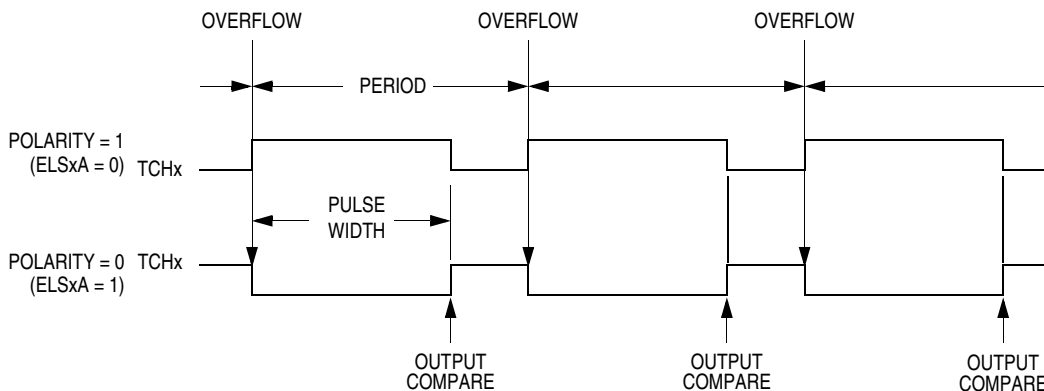 OVERFLOW OVERFLOW OVERFLOW
PERIOD
POLARITY = 1
(ELSxA = 0) TCHx
PULSE
WIDTH
POLARITY = 0 TCHx
(ELSxA = 1)
OUTPUT OUTPUT OUTPUT
COMPARE COMPARE COMPARE